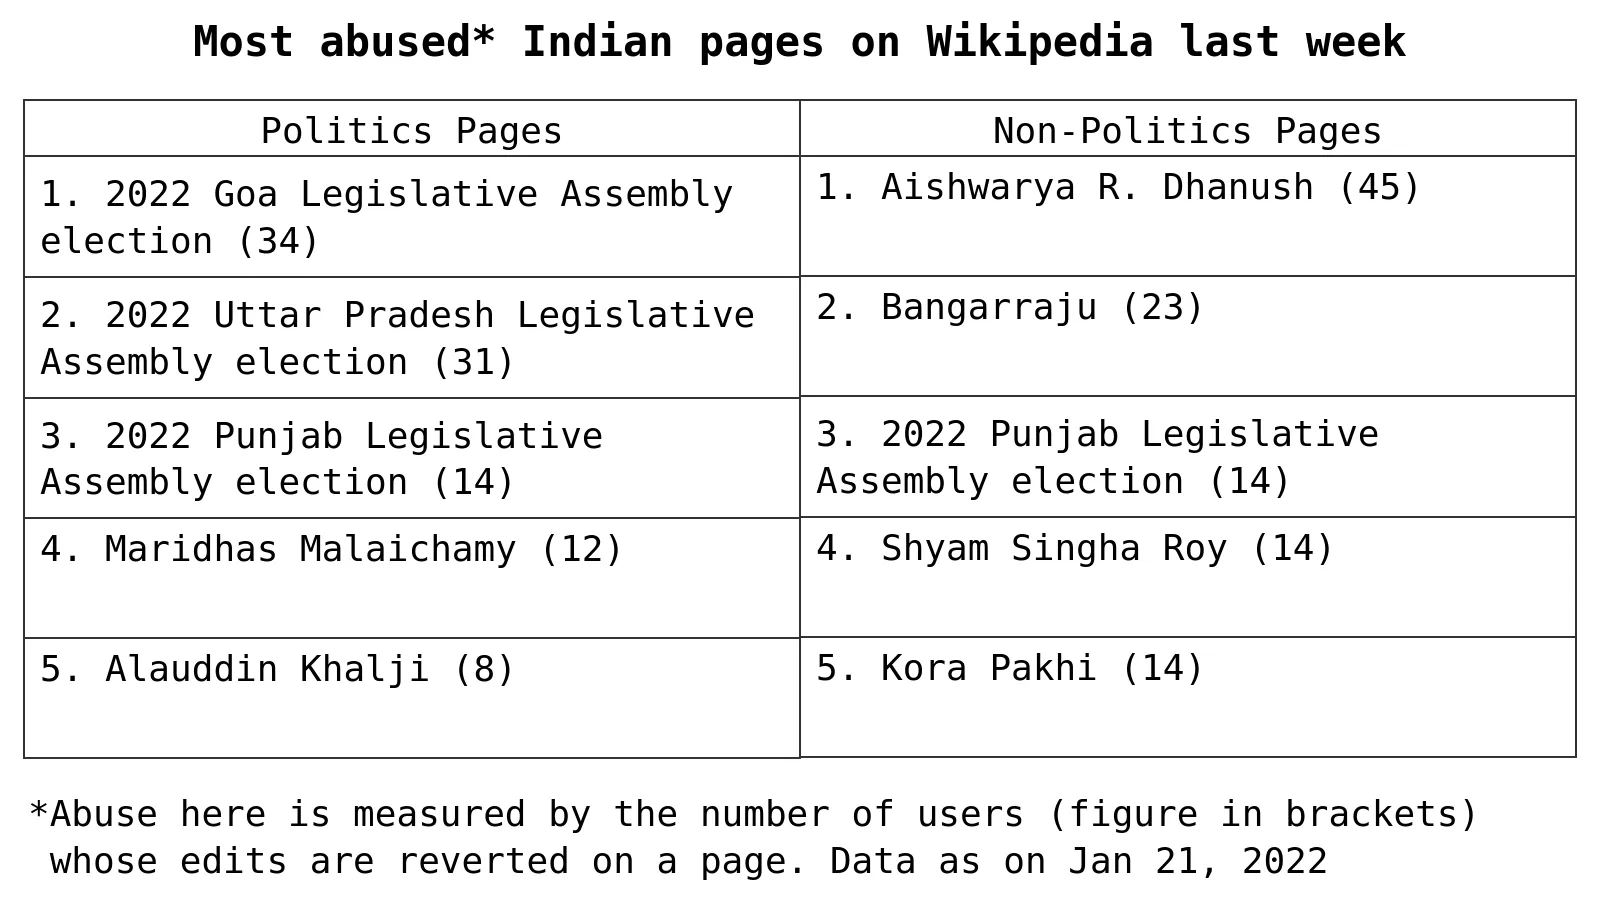 Most abused* Indian pages on Wikipedia last week
Politics Pages
1. 2022 Goa Legislative Assembly
election (34)
2. 2022 Uttar Pradesh Legislative
Assembly election (31)
3. 2022 Punjab Legislative
Assembly election (14)
4. Maridhas Malaichamy (12)
5. Alauddin Khalji (8)
Non-Politics Pages
1. Aishwarya R. Dhanush (45)
2. Bangarraju (23)
3. 2022 Punjab Legislative
Assembly election (14)
4. Shyam Singha Roy (14)
5. Kora Pakhi (14)
*Abuse here is measured by the number of users (figure in brackets)
whose edits are reverted on a page. Data as on Jan 21, 2022